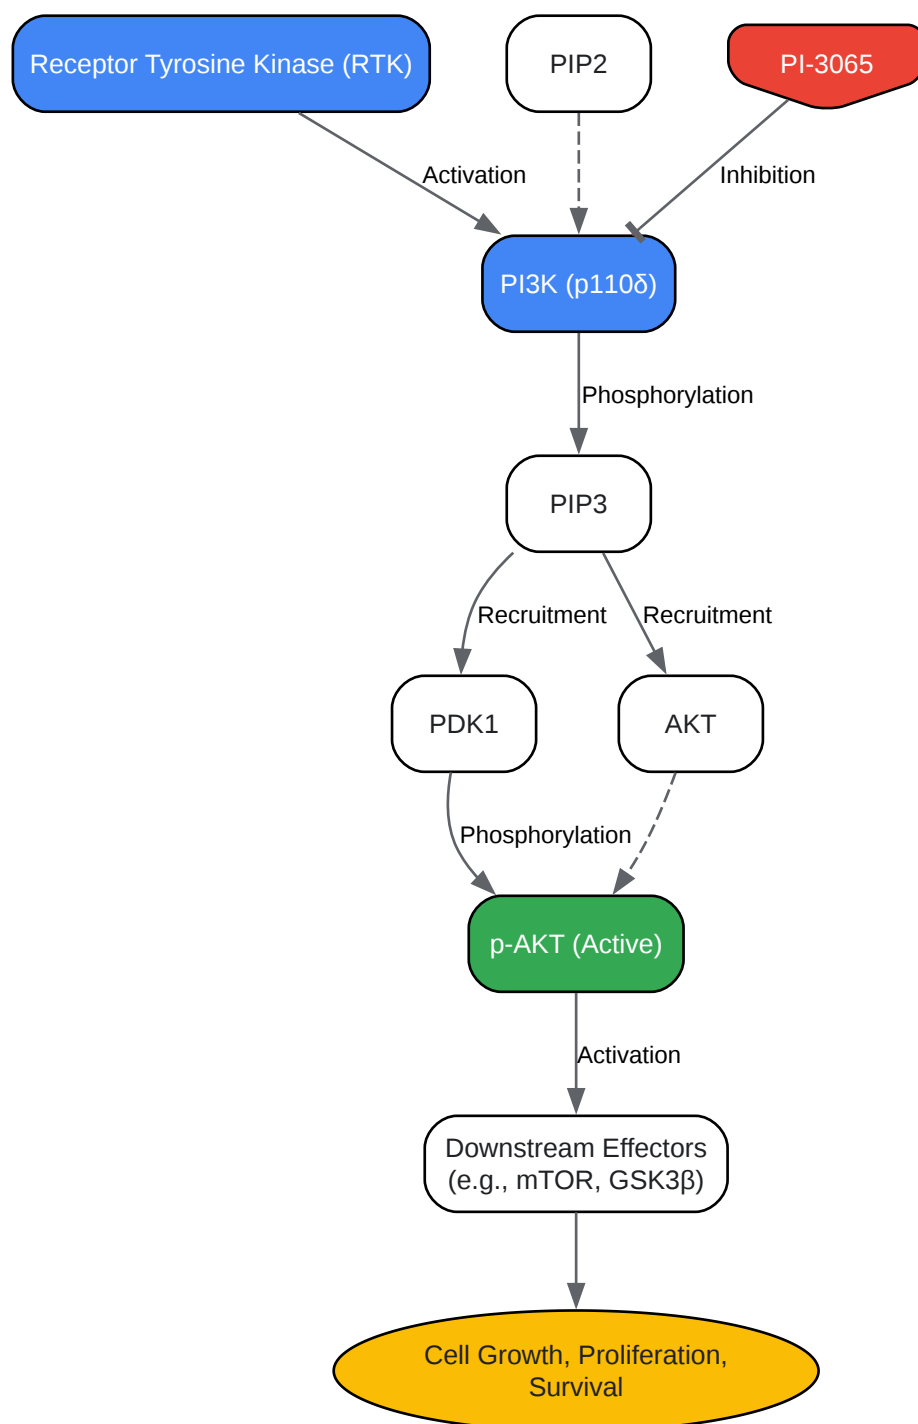 Receptor Tyrosine Kinase (RTK)
PIP2
PI-3065
Activation
Inhibition
PI3K (p110δ)
Phosphorylation
PIP3
Recruitment
Recruitment
PDK1
AKT
Phosphorylation
p-AKT (Active)
Activation
Downstream Effectors
(e.g., mTOR, GSK3β)
Cell Growth, Proliferation,
Survival